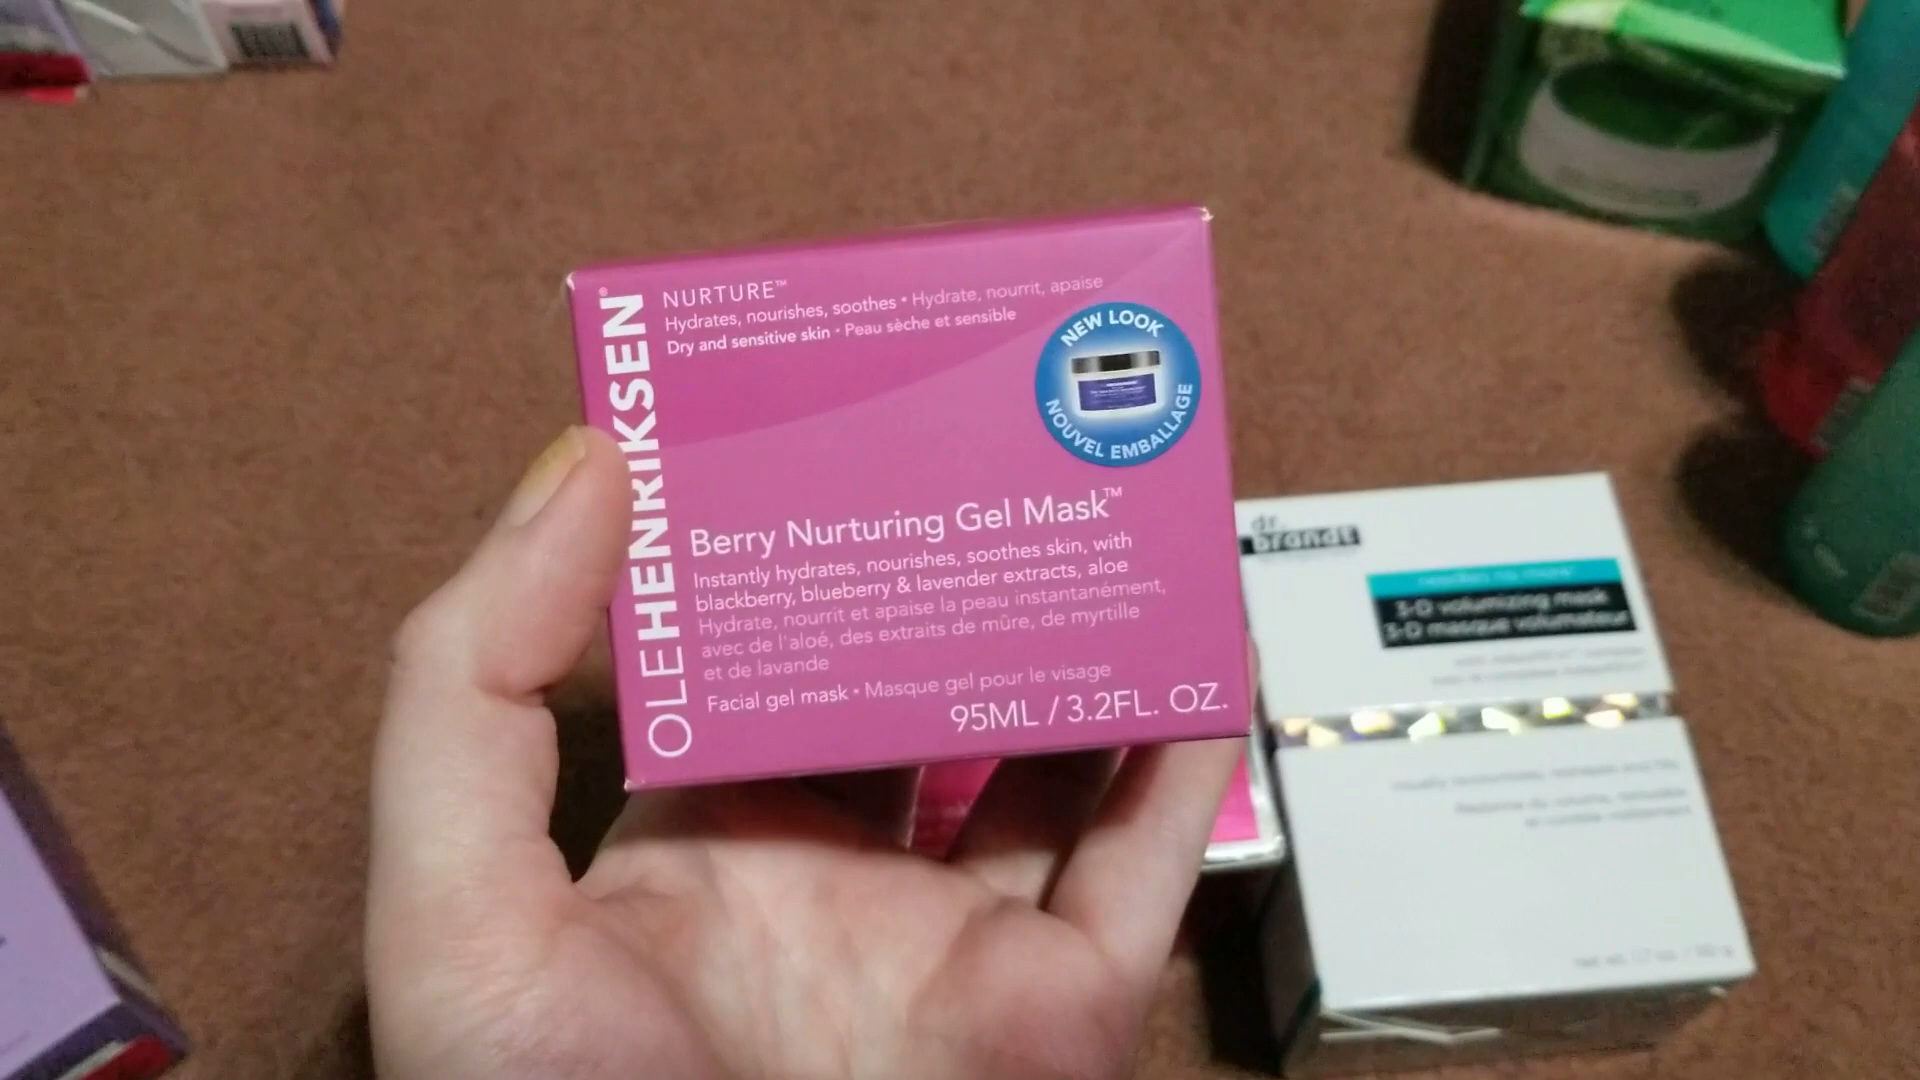 OLEHENRIKSEN®
NURTURE™
Hydrates, nourishes, soothes • Hydrate, nourrit, apaise
Dry and sensitive skin • Peau sèche et sensible
NEW LOOK
NOUVEL EMBALLAGE
Berry Nurturing Gel Mask™
Instantly hydrates, nourishes, soothes skin, with
blackberry, blueberry & lavender extracts, aloe
Hydrate, nourrit et apaise la peau instantanément,
avec de l'aloé, des extraits de mûre, de myrtille
et de lavande
Facial gel mask • Masque gel pour le visage
95ML / 3.2FL. OZ.
dr.
brandt
needles no more
3-D volumizing mask
3-D masque volumateur